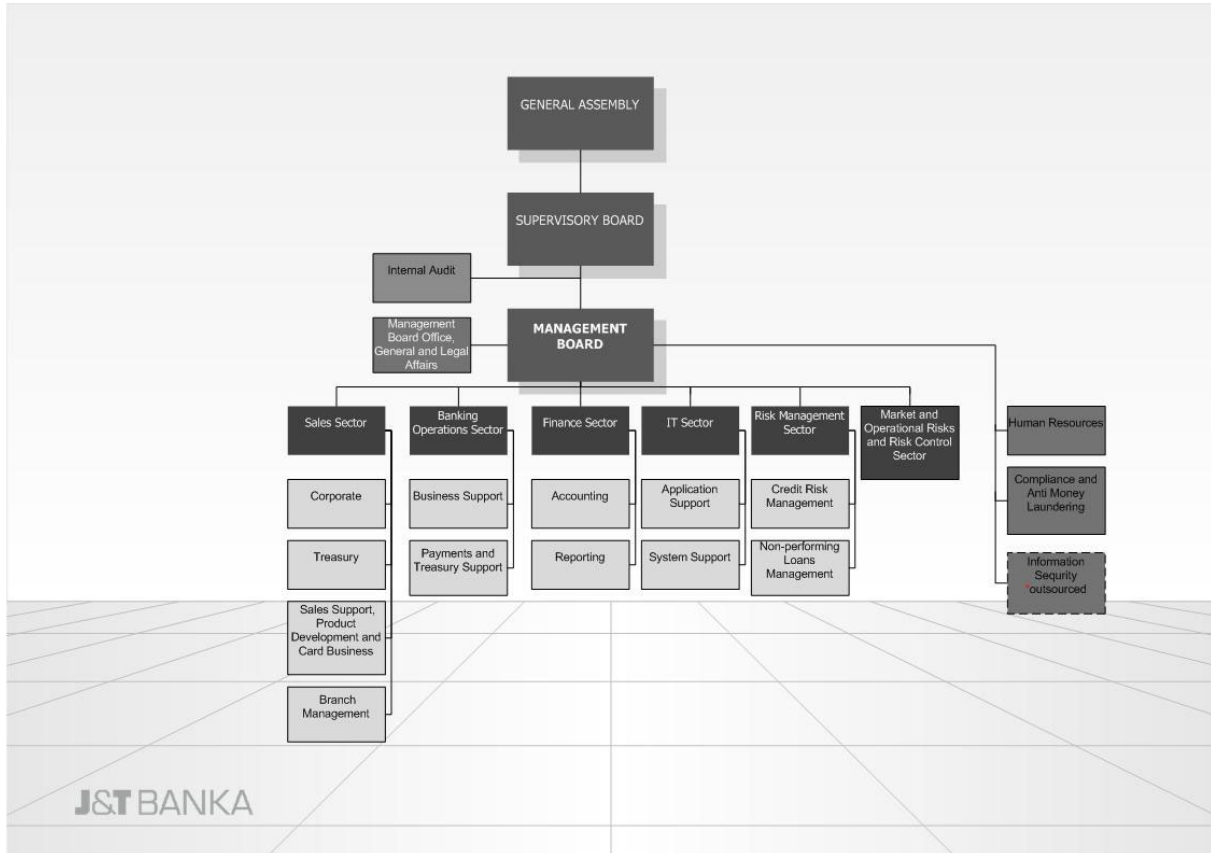 GENERAL ASSEMBLY
SUPERVISORY BOARD
Internal Audit
Management
Board Office,
General and Legal
Affairs
MANAGEMENT
BOARD
Sales Sector
Banking
Operations Sector
Finance Sector
IT Sector
Risk Management
Sector
Market and
Operational Risks
and Risk Control
Sector
Human Resources
Corporate
Business Support
Accounting
Application
Support
Credit Risk
Management
Compliance and
Anti Money
Laundering
Treasury
Payments and
Treasury Support
Reporting
System Support
Non-performing
Loans
Management
Information
Sequrity
*outsourced
Sales Support,
Product
Development and
Card Business
Branch
Management
J&T BANKA